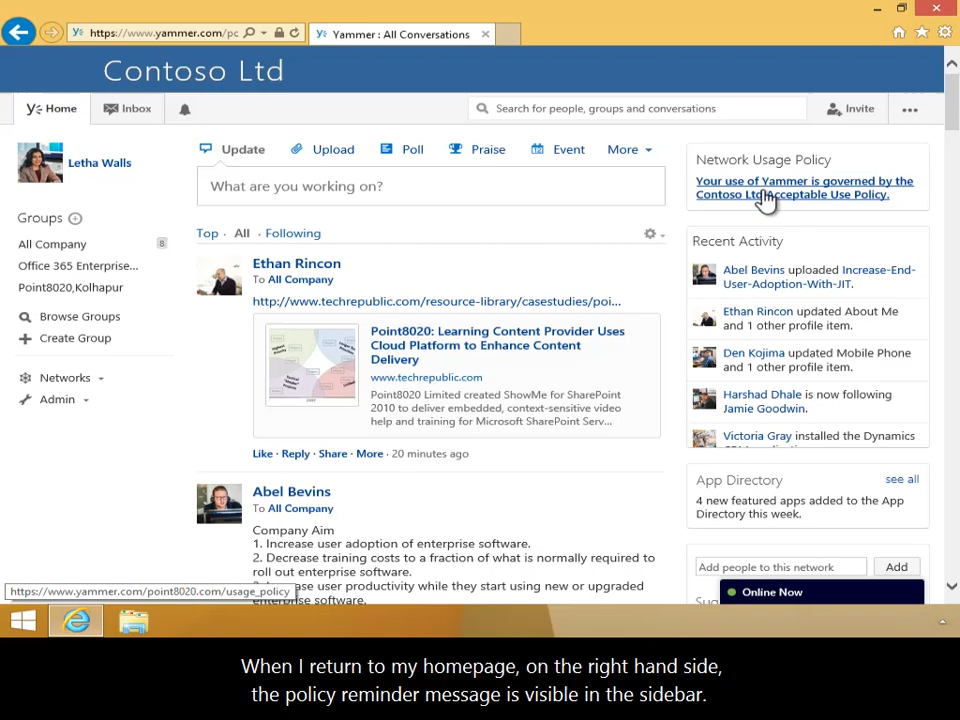 https://www.yammer.com/pc
Yammer : All Conversations
Contoso Ltd
Home
Inbox
Search for people, groups and conversations
Invite
Letha Walls
Groups
All Company
8
Office 365 Enterprise...
Point8020,Kolhapur
Browse Groups
Create Group
Networks
Admin
Update
Upload
Poll
Praise
Event
More
What are you working on?
Top · All · Following
Ethan Rincon
To All Company
http://www.techrepublic.com/resource-library/casestudies/poi...
Point8020: Learning Content Provider Uses
Cloud Platform to Enhance Content
Delivery
www.techrepublic.com
Point8020 Limited created ShowMe for SharePoint
2010 to deliver embedded, context-sensitive video
help and training for Microsoft SharePoint Serv...
Like · Reply · Share · More · 20 minutes ago
Abel Bevins
To All Company
Company Aim
1. Increase user adoption of enterprise software.
2. Decrease training costs to a fraction of what is normally required to
roll out enterprise software.
user productivity while they start using new or upgraded
enterprise software.
Network Usage Policy
Your use of Yammer is governed by the
Contoso Ltd Acceptable Use Policy.
Recent Activity
Abel Bevins uploaded Increase-End-
User-Adoption-With-JIT.
Ethan Rincon updated About Me
and 1 other profile item.
Den Kojima updated Mobile Phone
and 1 other profile item.
Harshad Dhale is now following
Jamie Goodwin.
Victoria Gray installed the Dynamics
App Directory
see all
4 new featured apps added to the App
Directory this week.
Add people to this network
Add
Online Now
https://www.yammer.com/point8020.com/usage_policy
When I return to my homepage, on the right hand side,
the policy reminder message is visible in the sidebar.